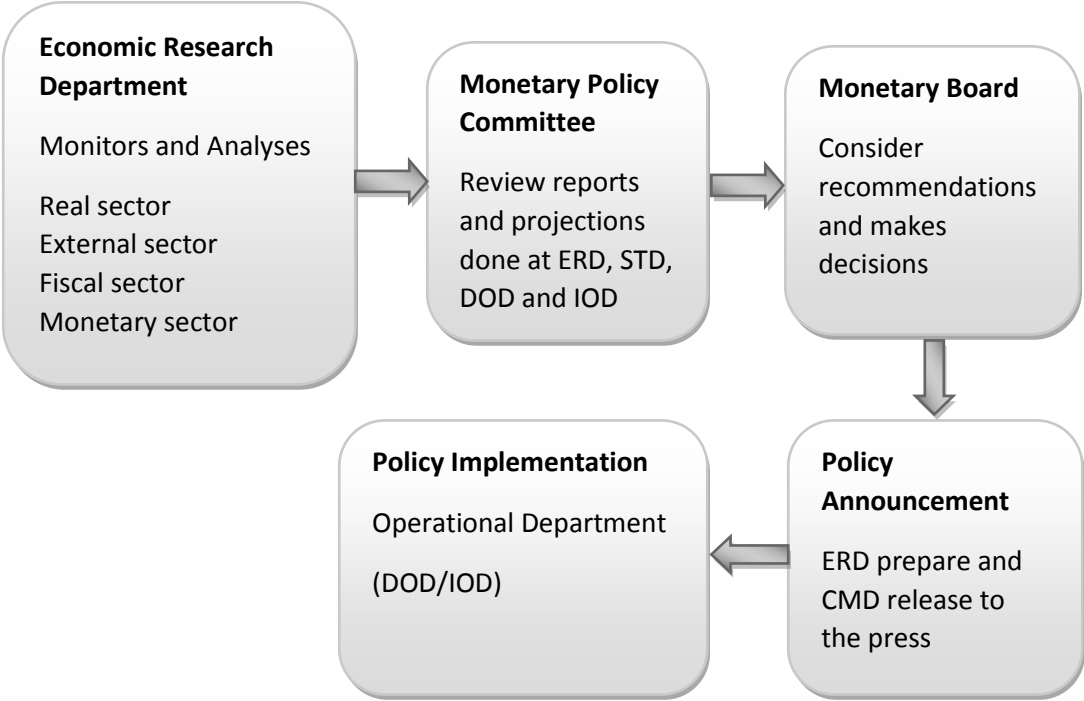 Economic Research
Department
Monitors and Analyses
Real sector
External sector
Fiscal sector
Monetary sector
Monetary Policy
Committee
Review reports
and projections
done at ERD, STD,
DOD and IOD
Monetary Board
Consider
recommendations
and makes
decisions
Policy
Announcement
ERD prepare and
CMD release to
the press
Policy Implementation
Operational Department
(DOD/IOD)